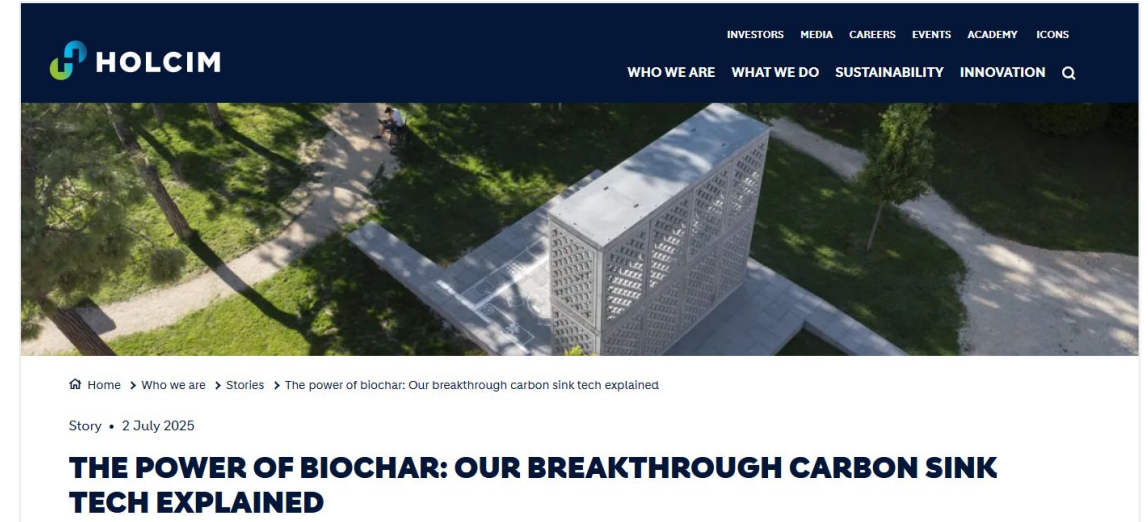 INVESTORS MEDIA CAREERS EVENTS ACADEMY ICONS
HOLCIM
WHO WE ARE WHAT WE DO SUSTAINABILITY INNOVATION
Home > Who we are > Stories > The power of biochar: Our breakthrough carbon sink tech explained
Story • 2 July 2025
THE POWER OF BIOCHAR: OUR BREAKTHROUGH CARBON SINK
TECH EXPLAINED